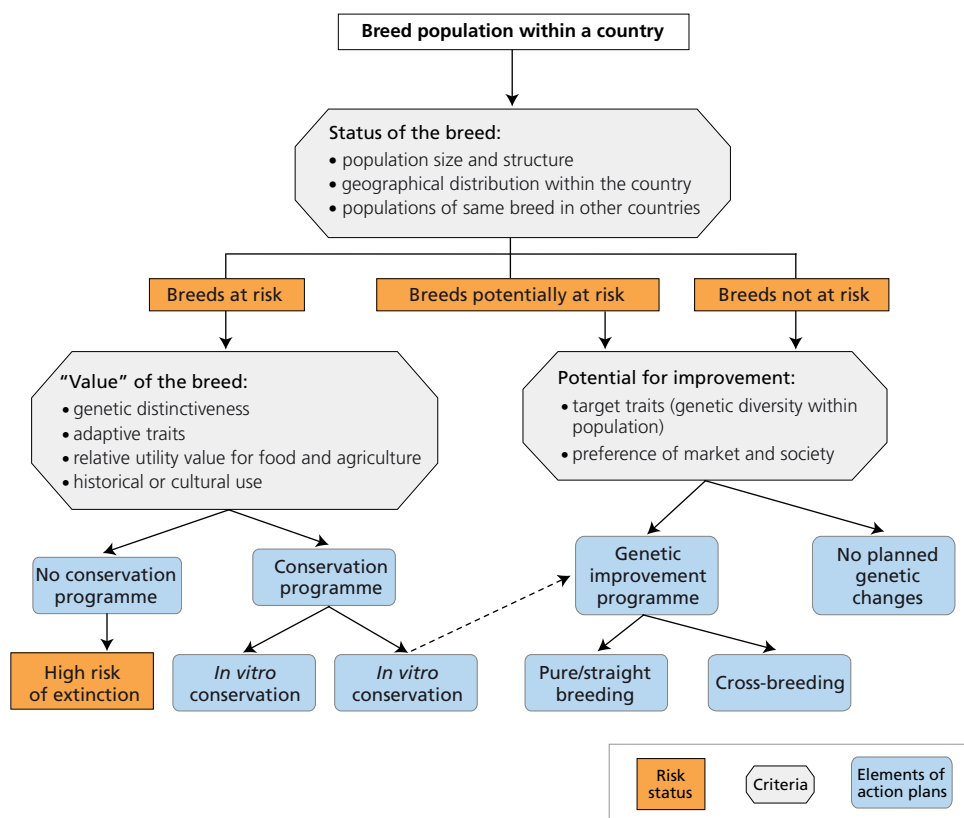 Breed population within a country
Status of the breed:
• population size and structure
• geographical distribution within the country
• populations of same breed in other countries
Breeds at risk
Breeds potentially at risk
Breeds not at risk
"Value" of the breed:
• genetic distinctiveness
• adaptive traits
• relative utility value for food and agriculture
• historical or cultural use
Potential for improvement:
• target traits (genetic diversity within
population)
• preference of market and society
No conservation
programme
Conservation
programme
Genetic
improvement
programme
No planned
genetic
changes
High risk
of extinction
In vitro
conservation
In vitro
conservation
Pure/straight
breeding
Cross-breeding
Risk
status
Criteria
Elements of
action plans